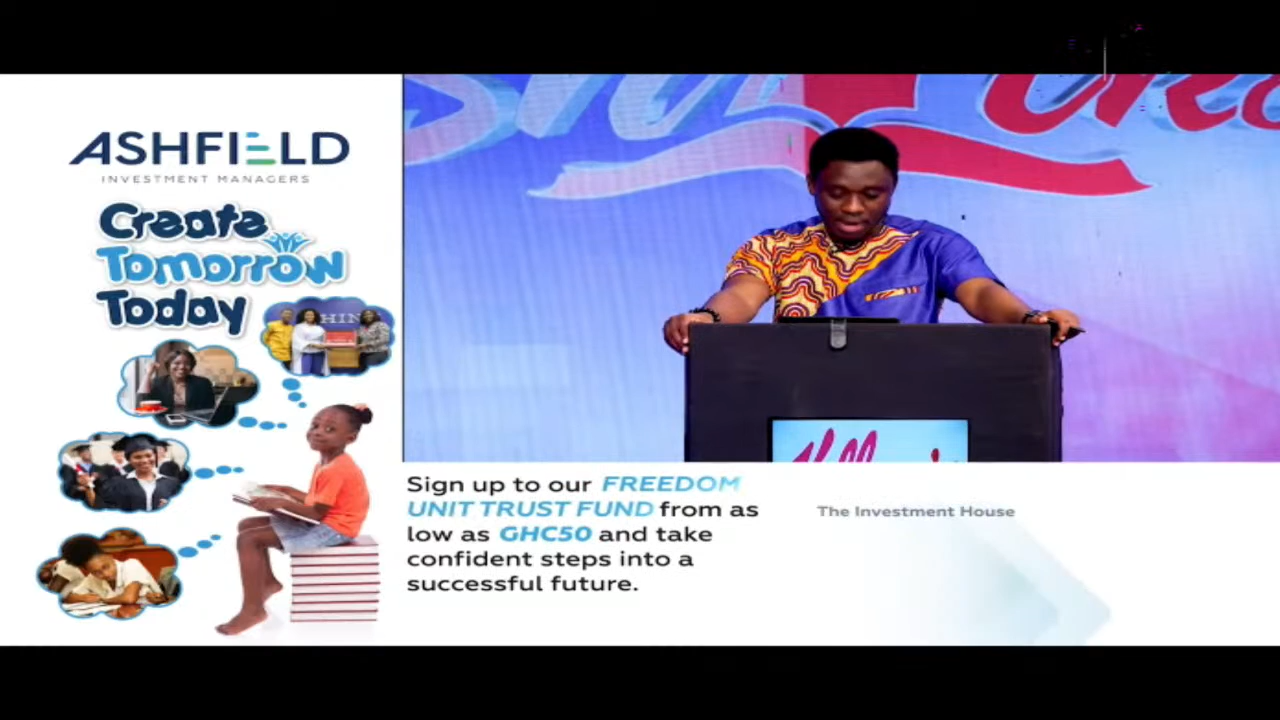 ASHFIELD
INVESTMENT MANAGERS
Create
Tomorrow
Today
Sign up to our FREEDOM
UNIT TRUST FUND from as
low as GHC50 and take
confident steps into a
successful future.
The Investment House